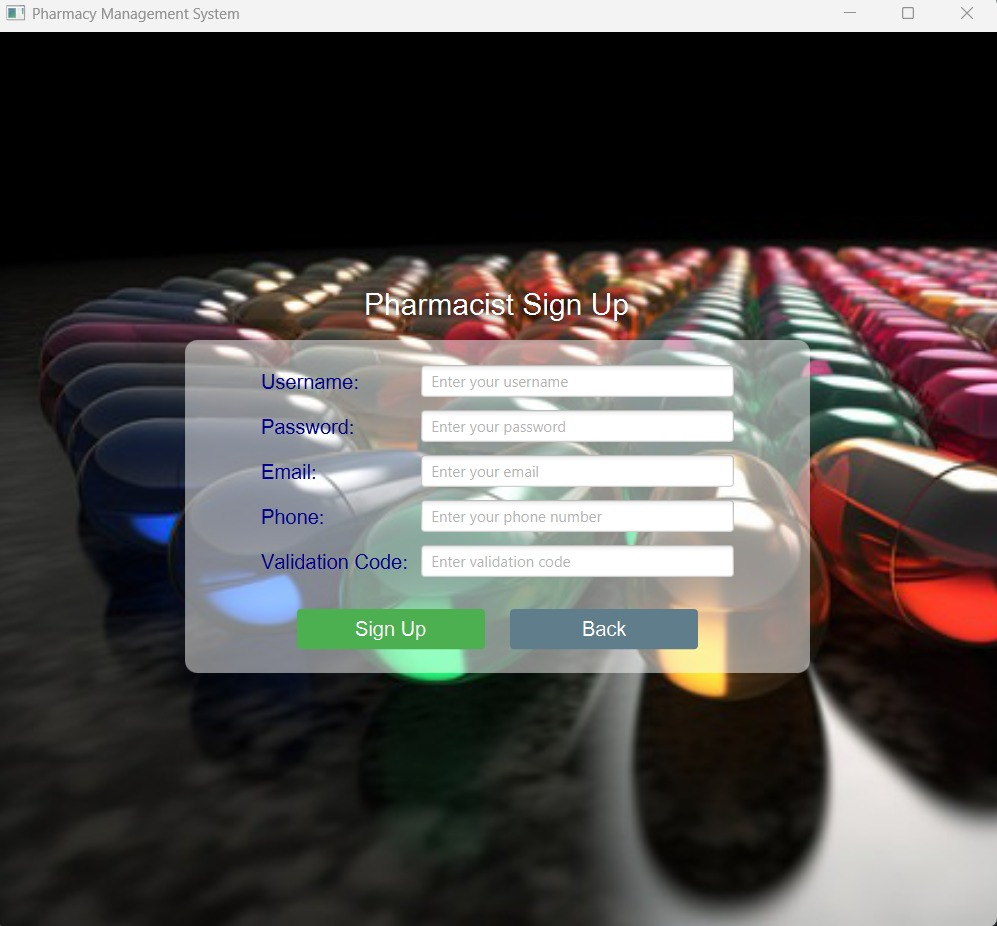 Pharmacy Management System
Pharmacist Sign Up
Username: Enter your username
Password: Enter your password
Email: Enter your email
Phone: Enter your phone number
Validation Code: Enter validation code
Sign Up Back